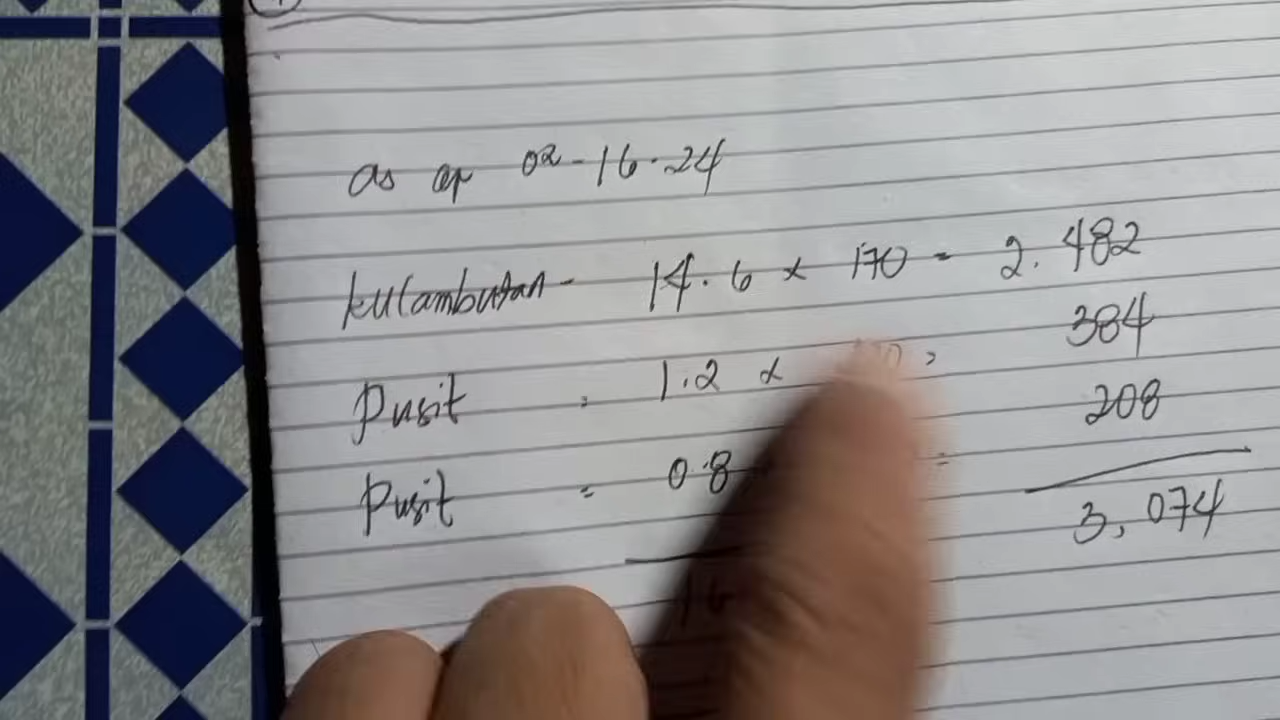 as of 02-16-24
Kulambutan - 14.6 x 170 = 2.482
Pusit = 1.2 x = 384
Pusit = 0.8 = 208
3,074